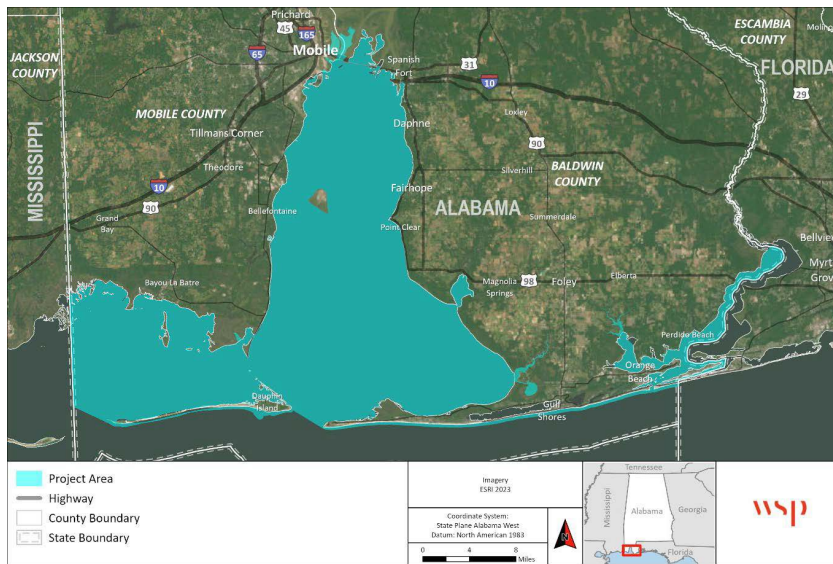 Prichard
45
165
Mobile
65
JACKSON
COUNTY
Spanish
Fort
31
10
ESCAMBIA
COUNTY
FLORIDA
29
MOBILE COUNTY
Tillmans Corner
Daphne
Loxley
90
MISSISSIPPI
Theodore
Silverhill
BALDWIN
COUNTY
10
90
Fairhope
ALABAMA
Grand
Bay
Bellefontaine
Point Clear
Summerdale
Bellview
Myrt
Grov
Bayou La Batre
Magnolia
Springs
98
Foley
Elberta
Perdido Beach
Orange
Beach
Dauphin
Island
Gulf
Shores
Project Area
Highway
County Boundary
State Boundary
Imagery
ESRI 2023
Coordinate System:
State Plane Alabama West
Datum: North American 1983
0 4 8
Miles
N
Tennessee
Mississippi
Alabama
Georgia
Florida
wsp